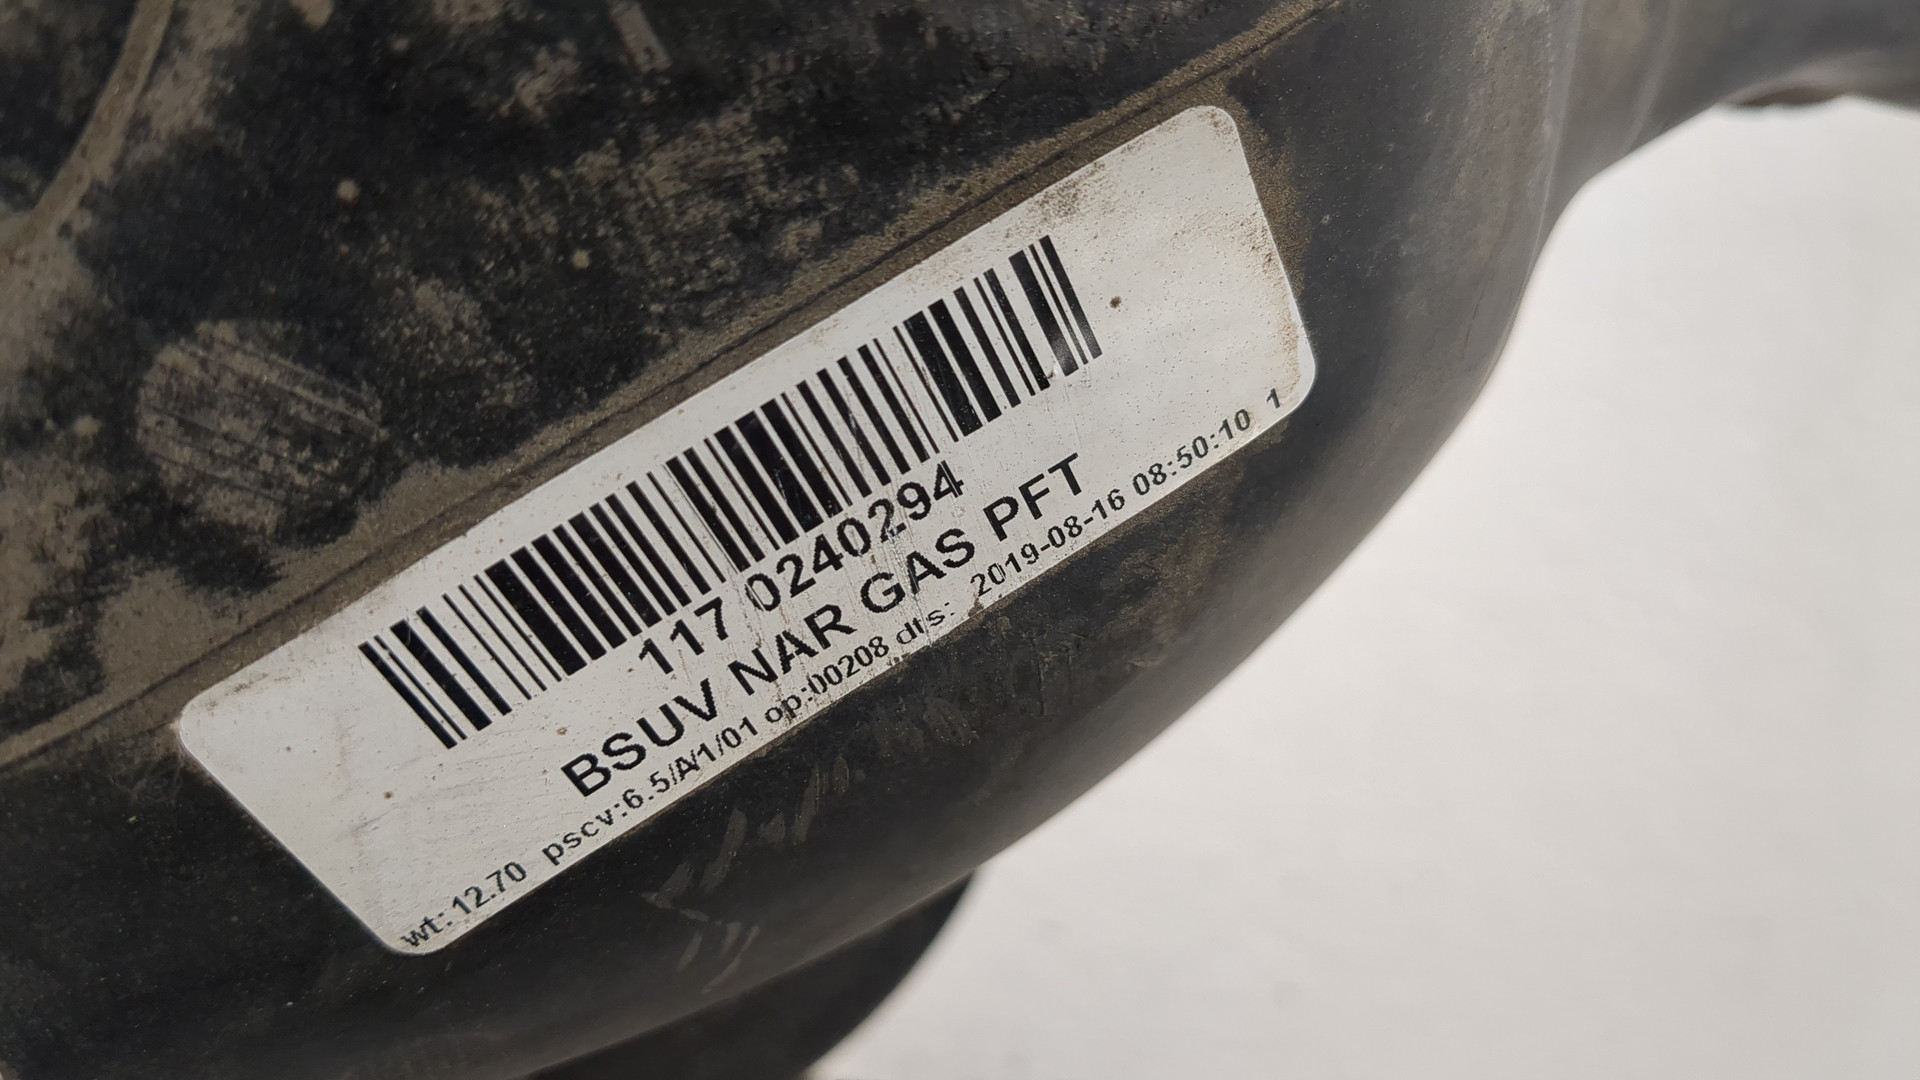 117 0240294
BSUV NAR GAS PFT
wt: 12.70 pscv:6.5/A/1/01 op:00208 dts: 2019-08-16 08:50:10 1